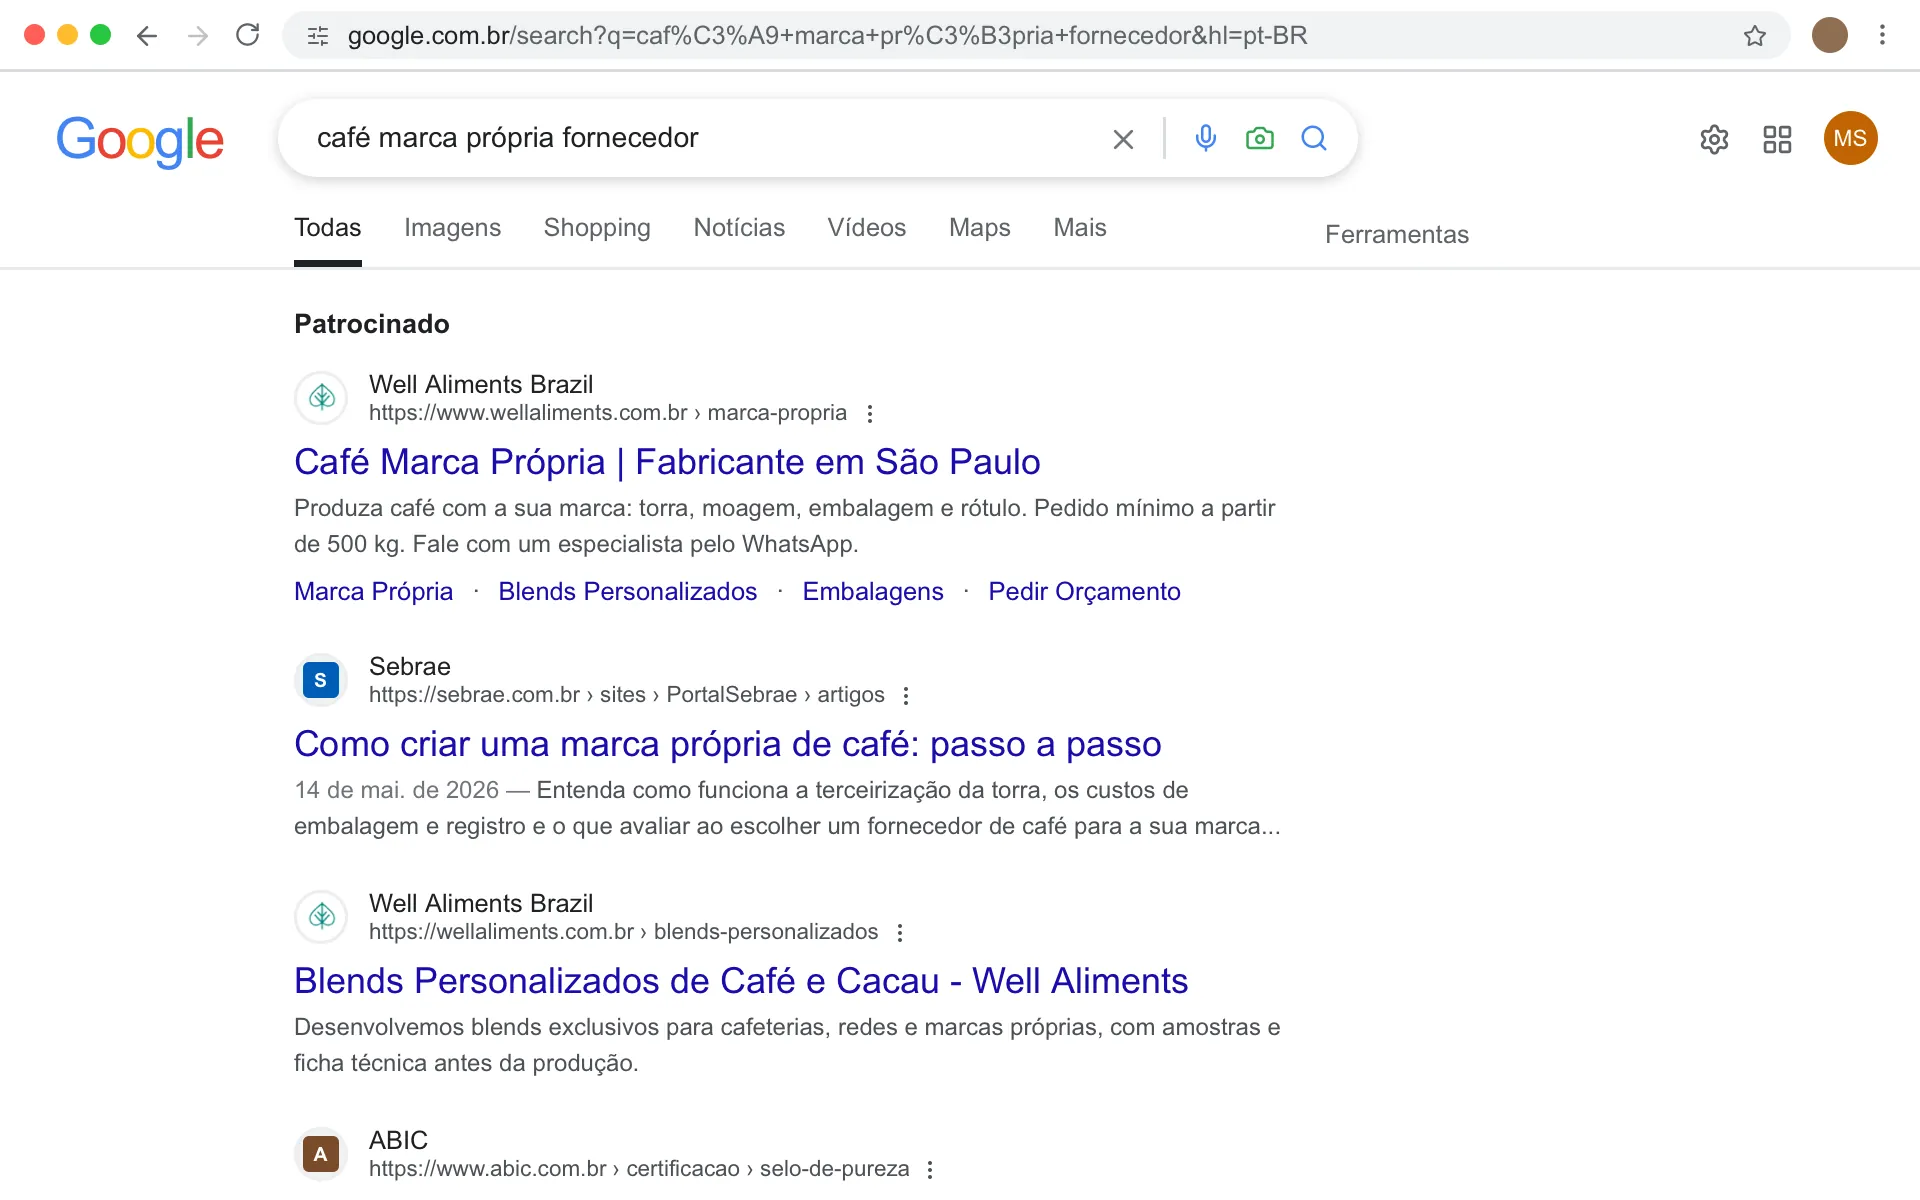 google.com.br/search?q=caf%C3%A9+marca+pr%C3%B3pria+fornecedor&hl=pt-BR
Google
café marca própria fornecedor
MS
Todas
Imagens
Shopping
Notícias
Vídeos
Maps
Mais
Ferramentas
Patrocinado
Well Aliments Brazil
https://www.wellaliments.com.br › marca-propria
Café Marca Própria | Fabricante em São Paulo
Produza café com a sua marca: torra, moagem, embalagem e rótulo. Pedido mínimo a partir
de 500 kg. Fale com um especialista pelo WhatsApp.
Marca Própria · Blends Personalizados · Embalagens · Pedir Orçamento
S
Sebrae
https://sebrae.com.br › sites › PortalSebrae › artigos
Como criar uma marca própria de café: passo a passo
14 de mai. de 2026 — Entenda como funciona a terceirização da torra, os custos de
embalagem e registro e o que avaliar ao escolher um fornecedor de café para a sua marca...
Well Aliments Brazil
https://wellaliments.com.br › blends-personalizados
Blends Personalizados de Café e Cacau - Well Aliments
Desenvolvemos blends exclusivos para cafeterias, redes e marcas próprias, com amostras e
ficha técnica antes da produção.
A
ABIC
https://www.abic.com.br › certificacao › selo-de-pureza